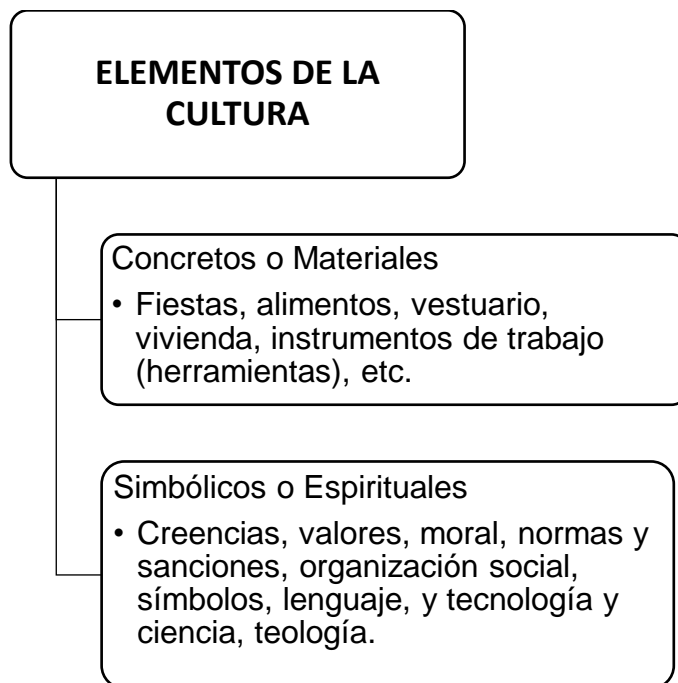 ELEMENTOS DE LA
CULTURA
Concretos o Materiales
• Fiestas, alimentos, vestuario,
vivienda, instrumentos de trabajo
(herramientas), etc.
Simbólicos o Espirituales
• Creencias, valores, moral, normas y
sanciones, organización social,
símbolos, lenguaje, y tecnología y
ciencia, teología.